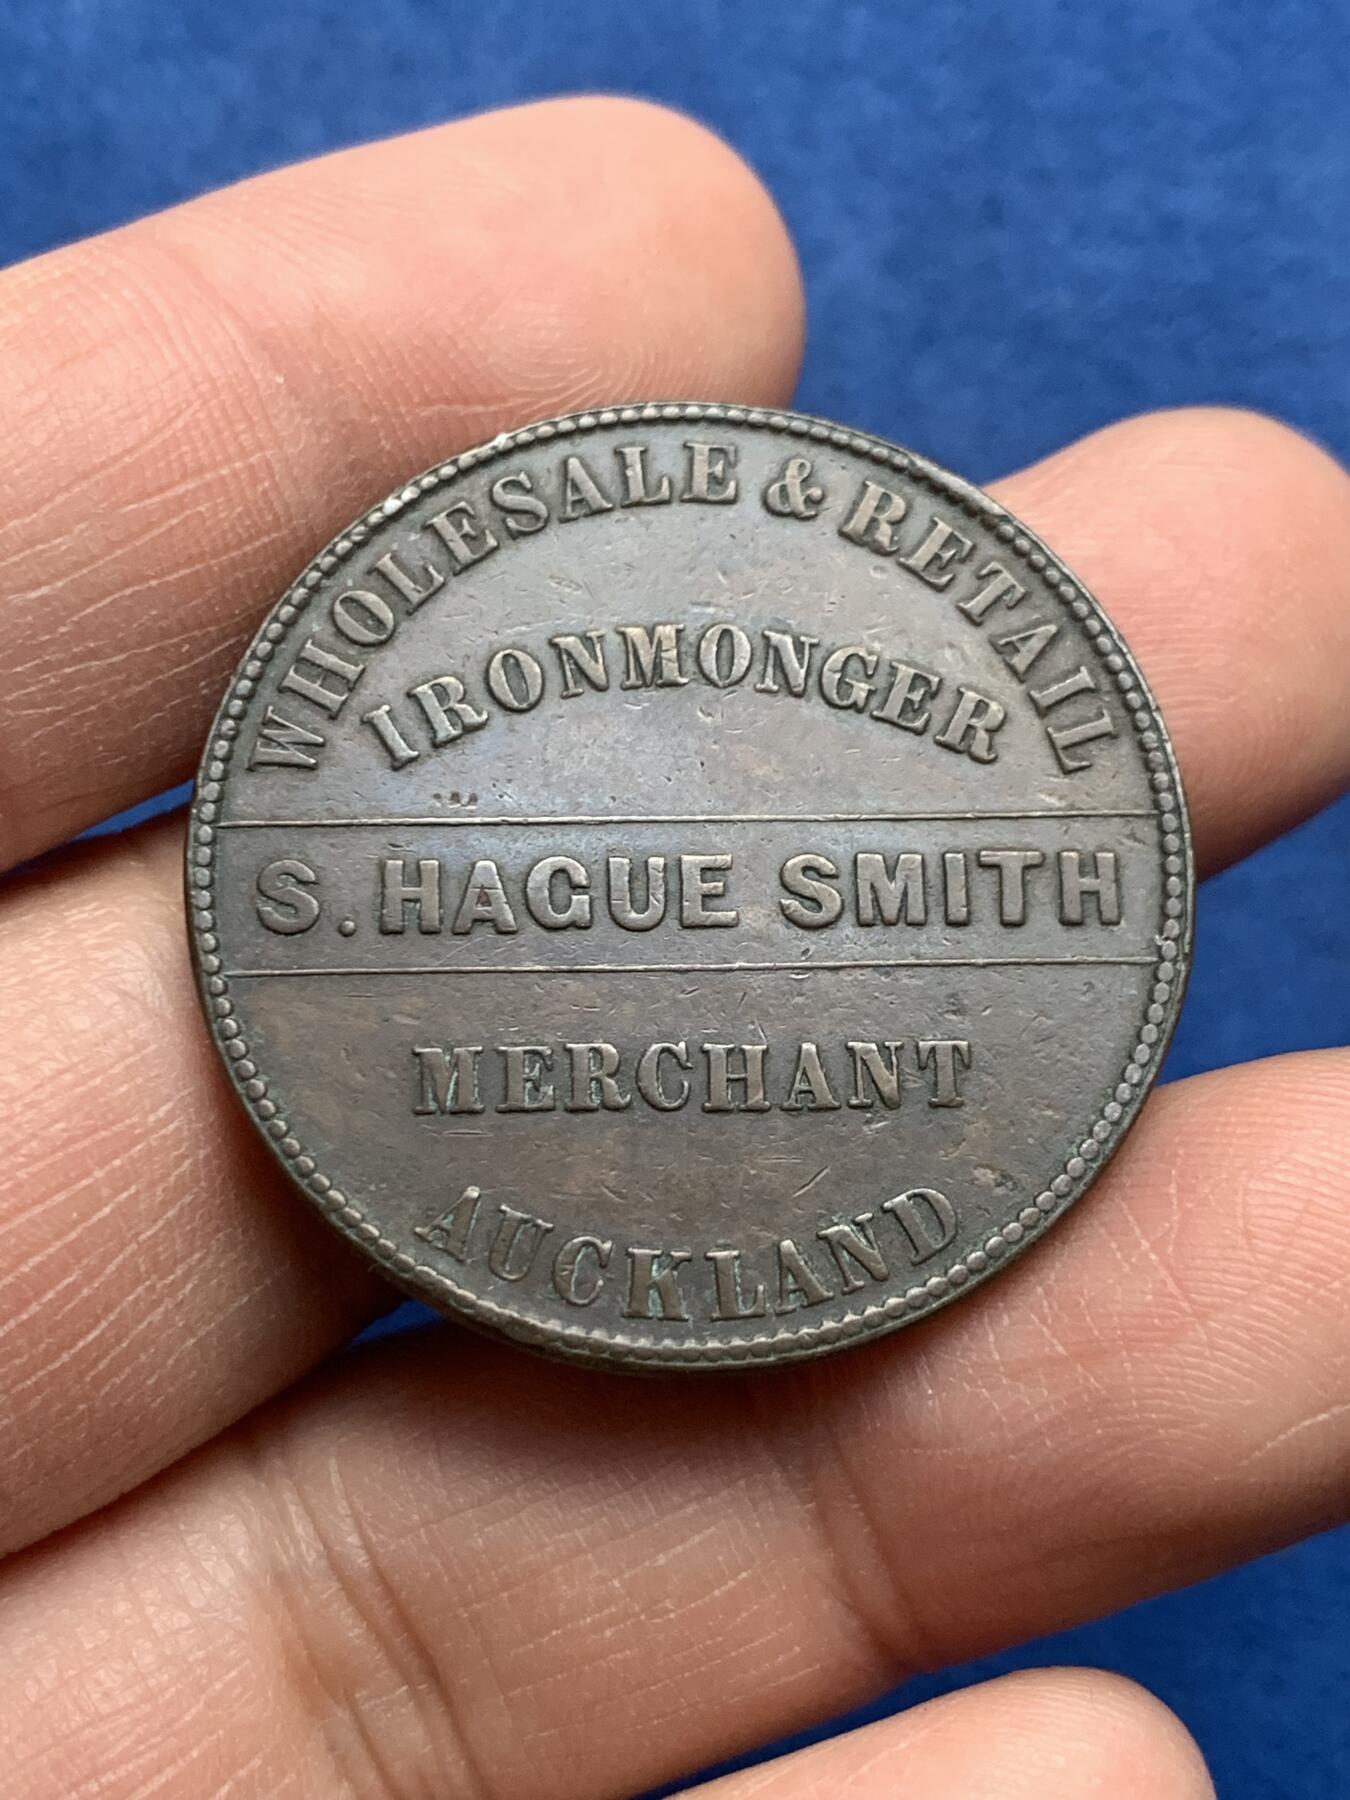 WHOLESALE & RETAIL
IRONMONGER
S. HAGUE SMITH
MERCHANT
AUCKLAND